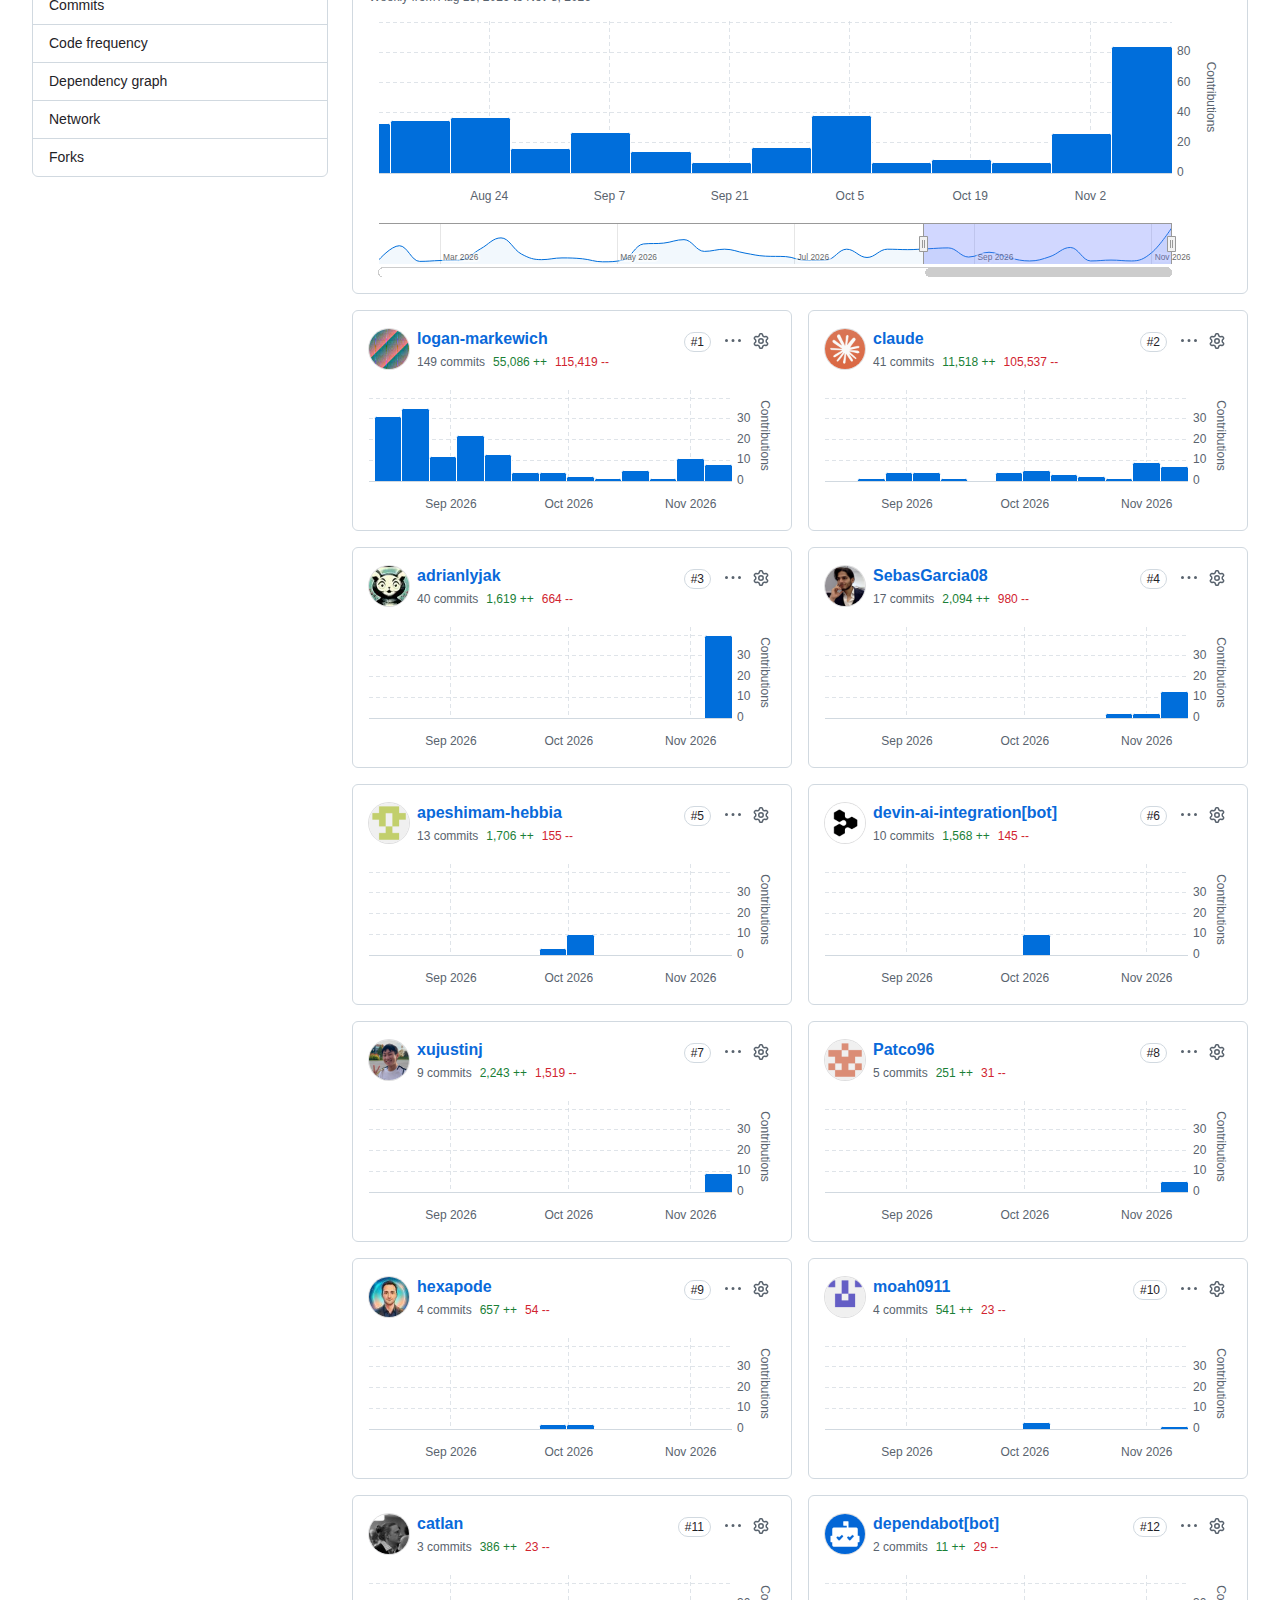 Commits
Code frequency
Dependency graph
Network
Forks
80
60
40
20
0
Contributions
Aug 24 Sep 7 Sep 21 Oct 5 Oct 19 Nov 2
Mar 2026 May 2026 Jul 2026 Sep 2026 Nov 2026
logan-markewich #1
149 commits 55,086 ++ 115,419 --
30
20
10
0
Contributions
Sep 2026 Oct 2026 Nov 2026
claude #2
41 commits 11,518 ++ 105,537 --
30
20
10
0
Contributions
Sep 2026 Oct 2026 Nov 2026
adrianlyjak #3
40 commits 1,619 ++ 664 --
30
20
10
0
Contributions
Sep 2026 Oct 2026 Nov 2026
SebasGarcia08 #4
17 commits 2,094 ++ 980 --
30
20
10
0
Contributions
Sep 2026 Oct 2026 Nov 2026
apeshimam-hebbia #5
13 commits 1,706 ++ 155 --
30
20
10
0
Contributions
Sep 2026 Oct 2026 Nov 2026
devin-ai-integration[bot] #6
10 commits 1,568 ++ 145 --
30
20
10
0
Contributions
Sep 2026 Oct 2026 Nov 2026
xujustinj #7
9 commits 2,243 ++ 1,519 --
30
20
10
0
Contributions
Sep 2026 Oct 2026 Nov 2026
Patco96 #8
5 commits 251 ++ 31 --
30
20
10
0
Contributions
Sep 2026 Oct 2026 Nov 2026
hexapode #9
4 commits 657 ++ 54 --
30
20
10
0
Contributions
Sep 2026 Oct 2026 Nov 2026
moah0911 #10
4 commits 541 ++ 23 --
30
20
10
0
Contributions
Sep 2026 Oct 2026 Nov 2026
catlan #11
3 commits 386 ++ 23 --
Co
dependabot[bot] #12
2 commits 11 ++ 29 --
Co